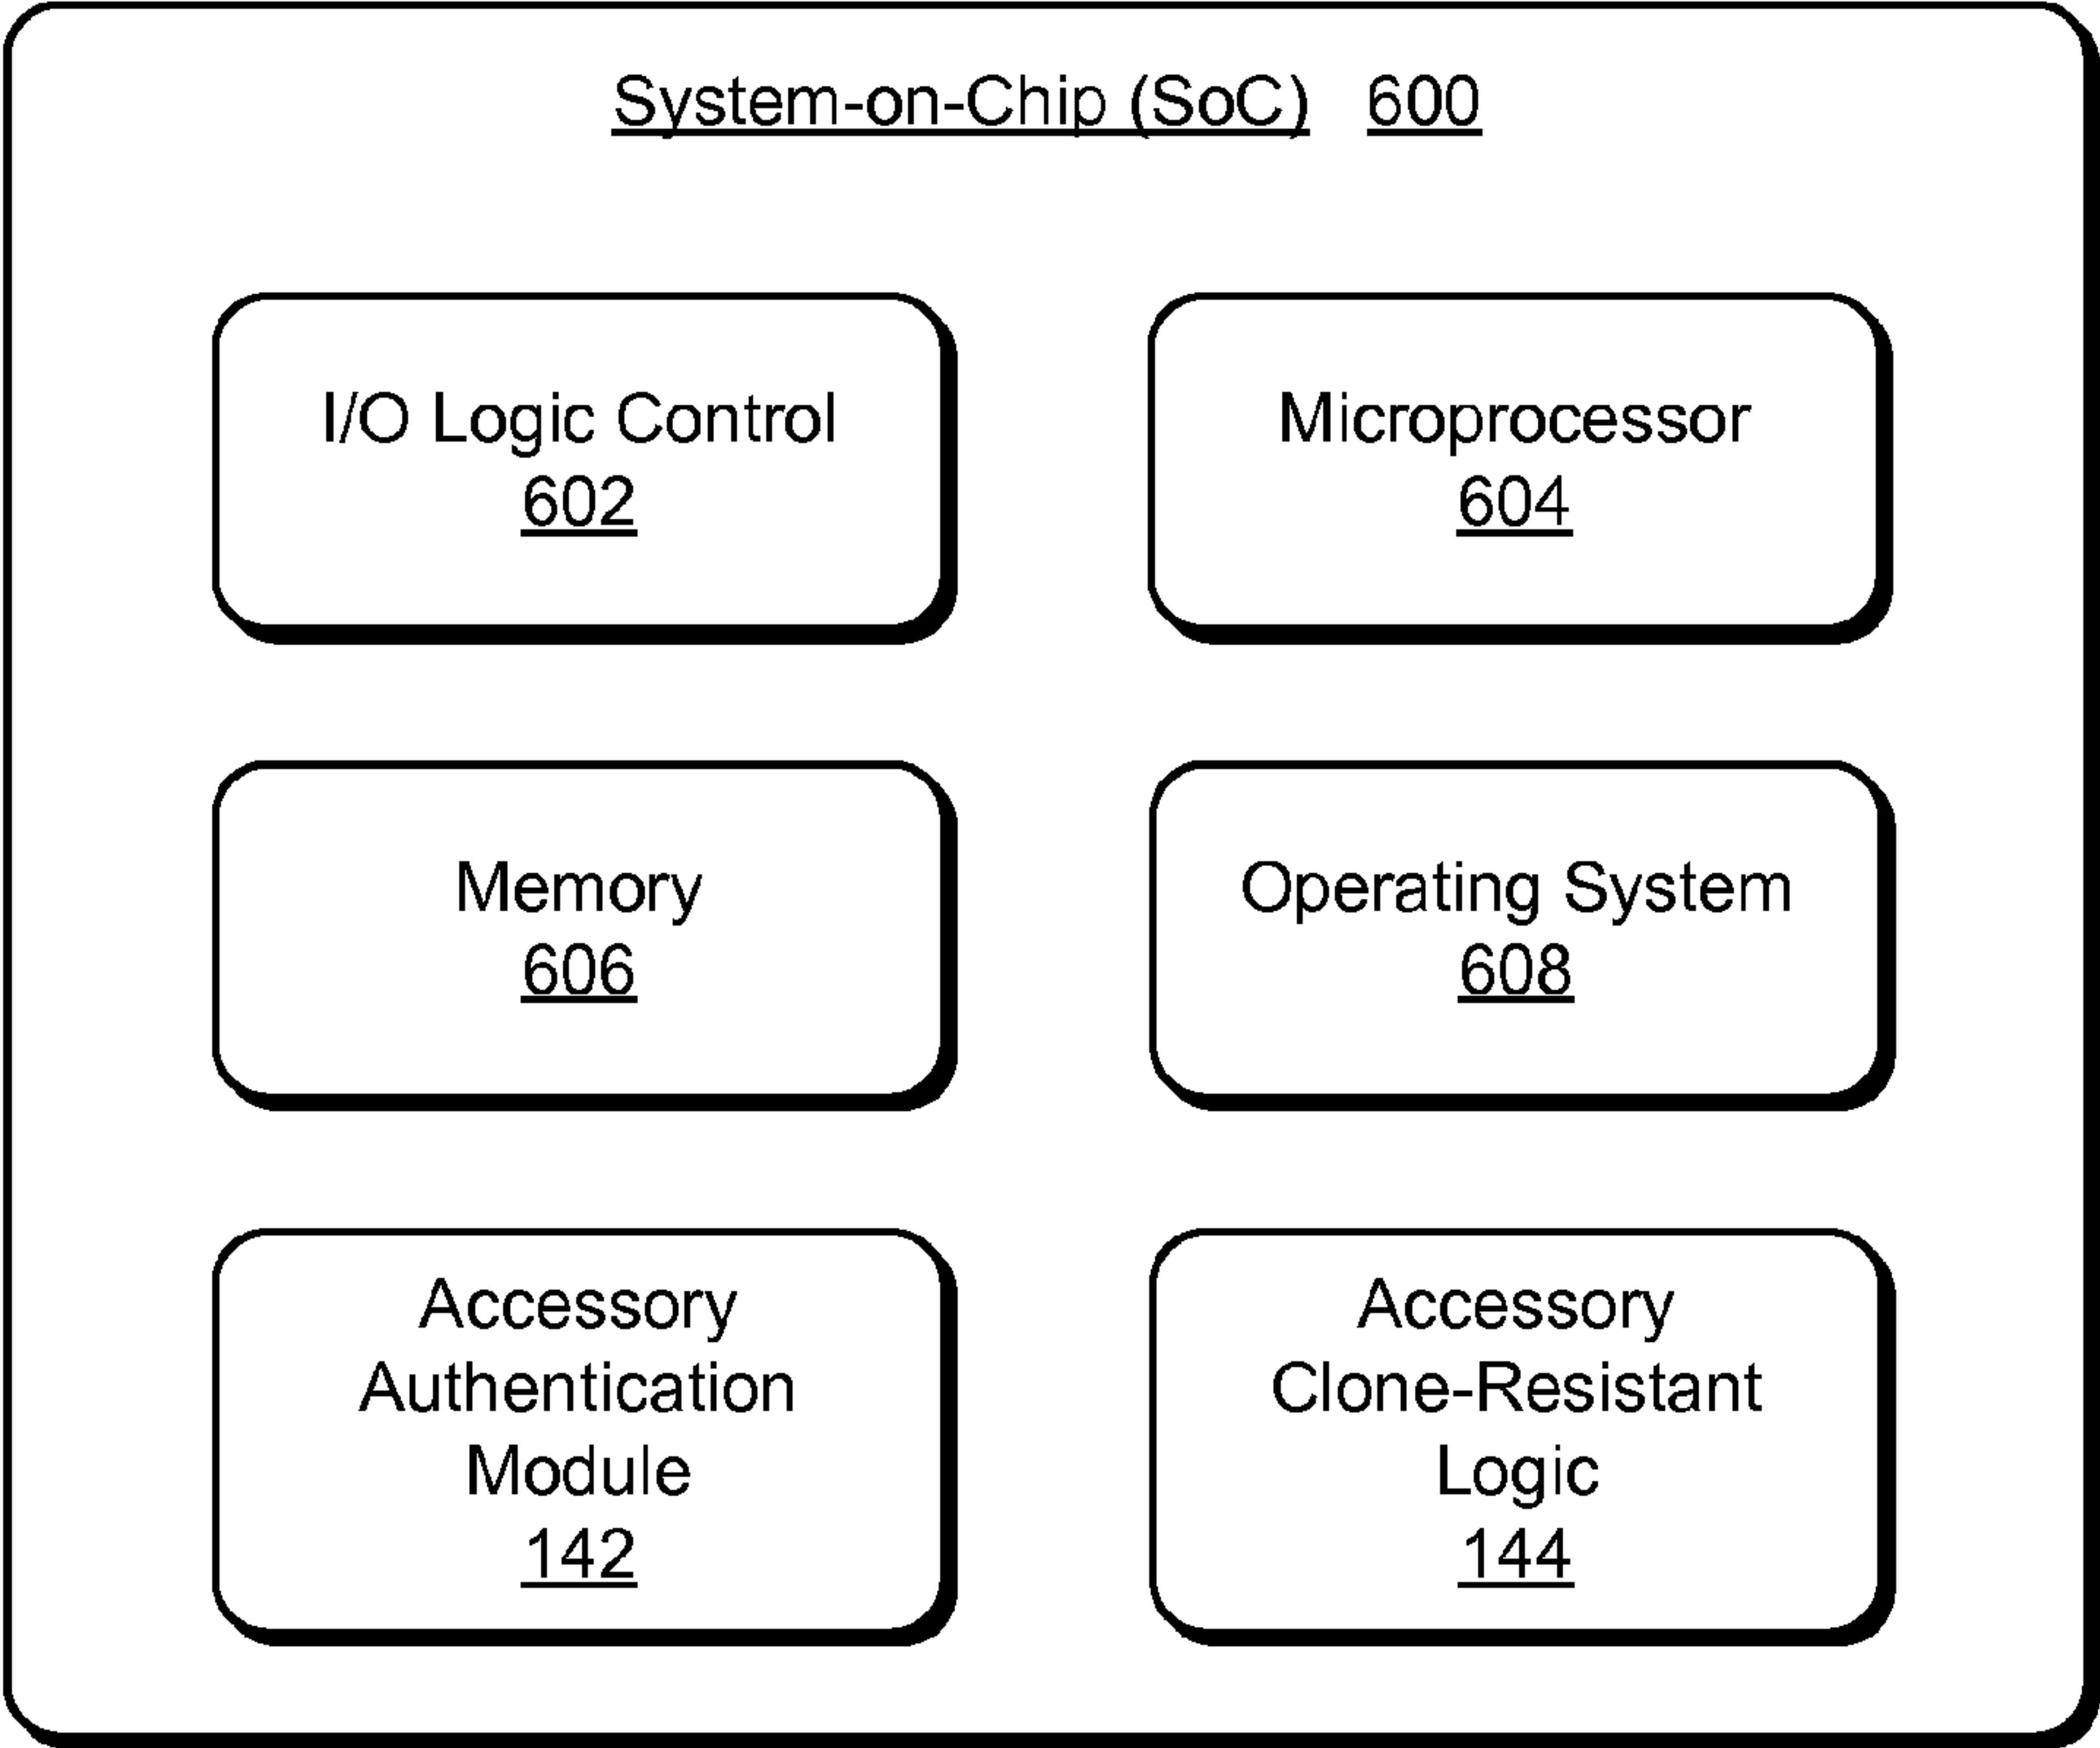 System-on-Chip (SoC) 600
I/O Logic Control
602
Microprocessor
604
Memory
606
Operating System
608
Accessory
Authentication
Module
142
Accessory
Clone-Resistant
Logic
144